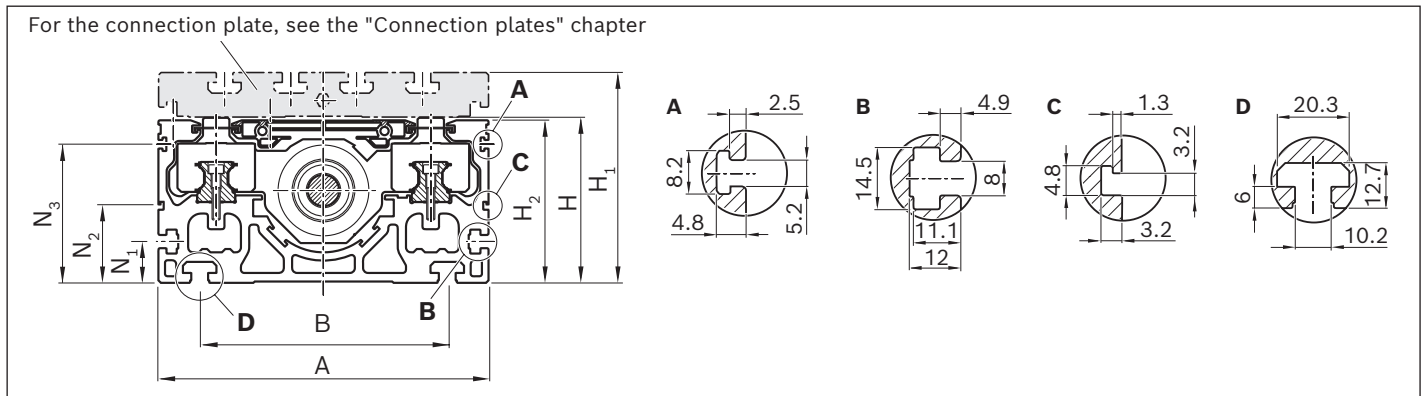 For the connection plate, see the "Connection plates" chapter
A
C
B
D
N3
N2
N1
H2
H
H1
B
A
A
2.5
8.2
4.8
5.2
B
4.9
14.5
8
11.1
12
C
1.3
3.2
4.8
3.2
D
20.3
6
12.7
10.2